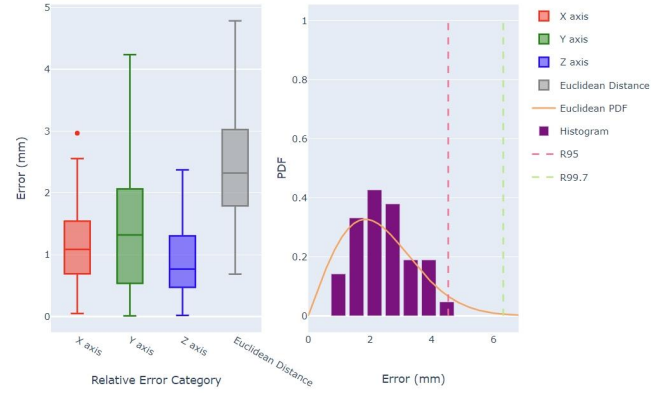 5
4
3
2
1
0
Error (mm)
X axis
Y axis
Z axis
Euclidean Distance
Relative Error Category
1
0.8
0.6
0.4
0.2
0
PDF
0
2
4
6
Error (mm)
X axis
Y axis
Z axis
Euclidean Distance
Euclidean PDF
Histogram
R95
R99.7